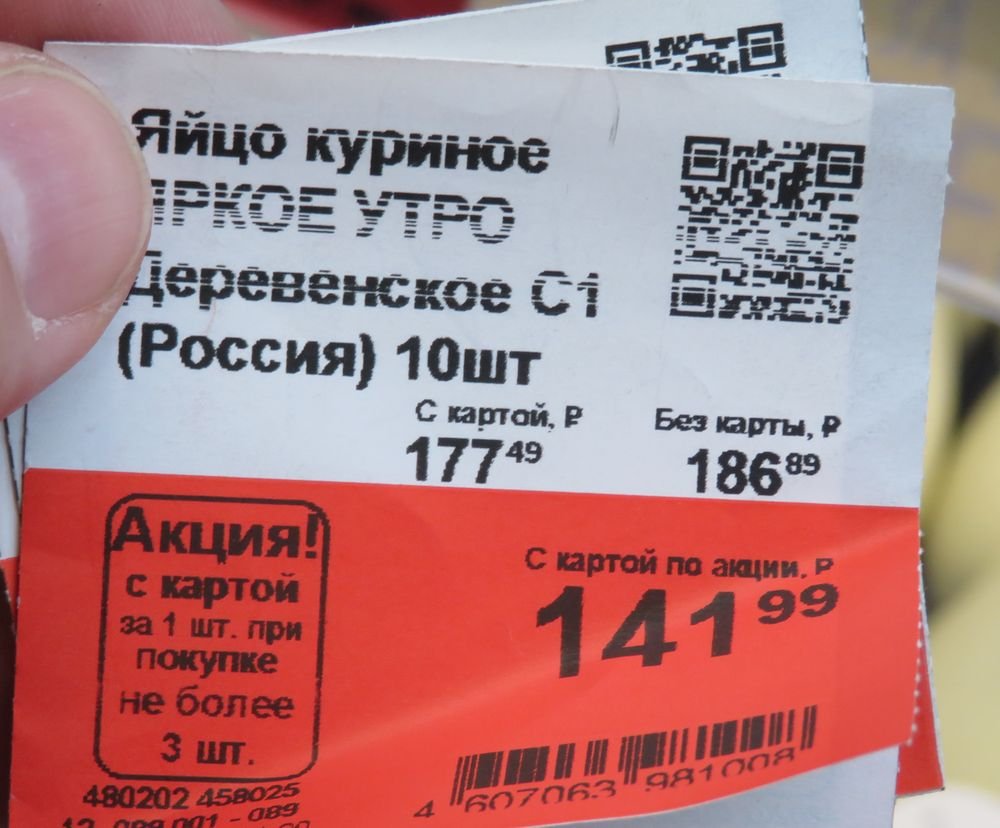 Яйцо куриное
ЯРКОЕ УТРО
Деревенское С1
(Россия) 10шт
С картой, ₽ Без карты, ₽
177 49 186 89
Акция!
с картой
за 1 шт. при
покупке
не более
3 шт.
С картой по акции, ₽
141 99
480202 458025
4 607063 981008